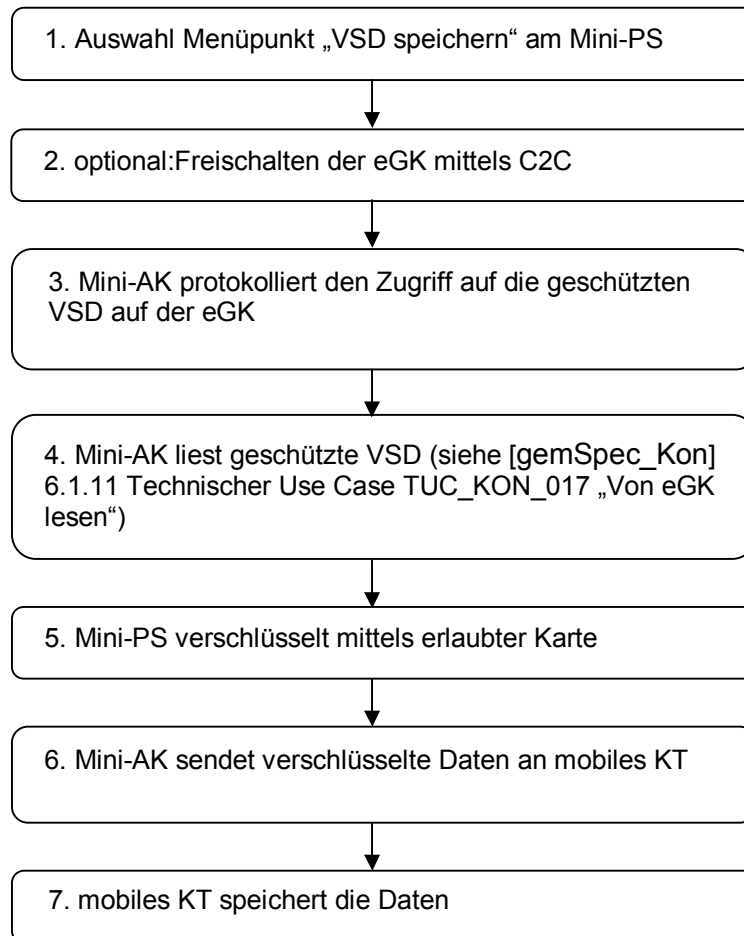 1. Auswahl Menüpunkt „VSD speichern“ am Mini-PS
2. optional:Freischalten der eGK mittels C2C
3. Mini-AK protokolliert den Zugriff auf die geschützten
VSD auf der eGK
4. Mini-AK liest geschützte VSD (siehe [gemSpec_Kon]
6.1.11 Technischer Use Case TUC_KON_017 „Von eGK
lesen“)
5. Mini-PS verschlüsselt mittels erlaubter Karte
6. Mini-AK sendet verschlüsselte Daten an mobiles KT
7. mobiles KT speichert die Daten